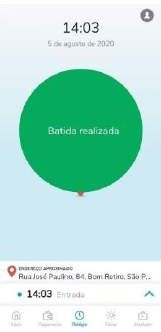 14:03
5 de agosto de 2020
Batida realizada
ENDEREÇO APROXIMADO
Rua José Paulino, 64, Bom Retiro, São P...
14:03 Entrada
Início
Relógio